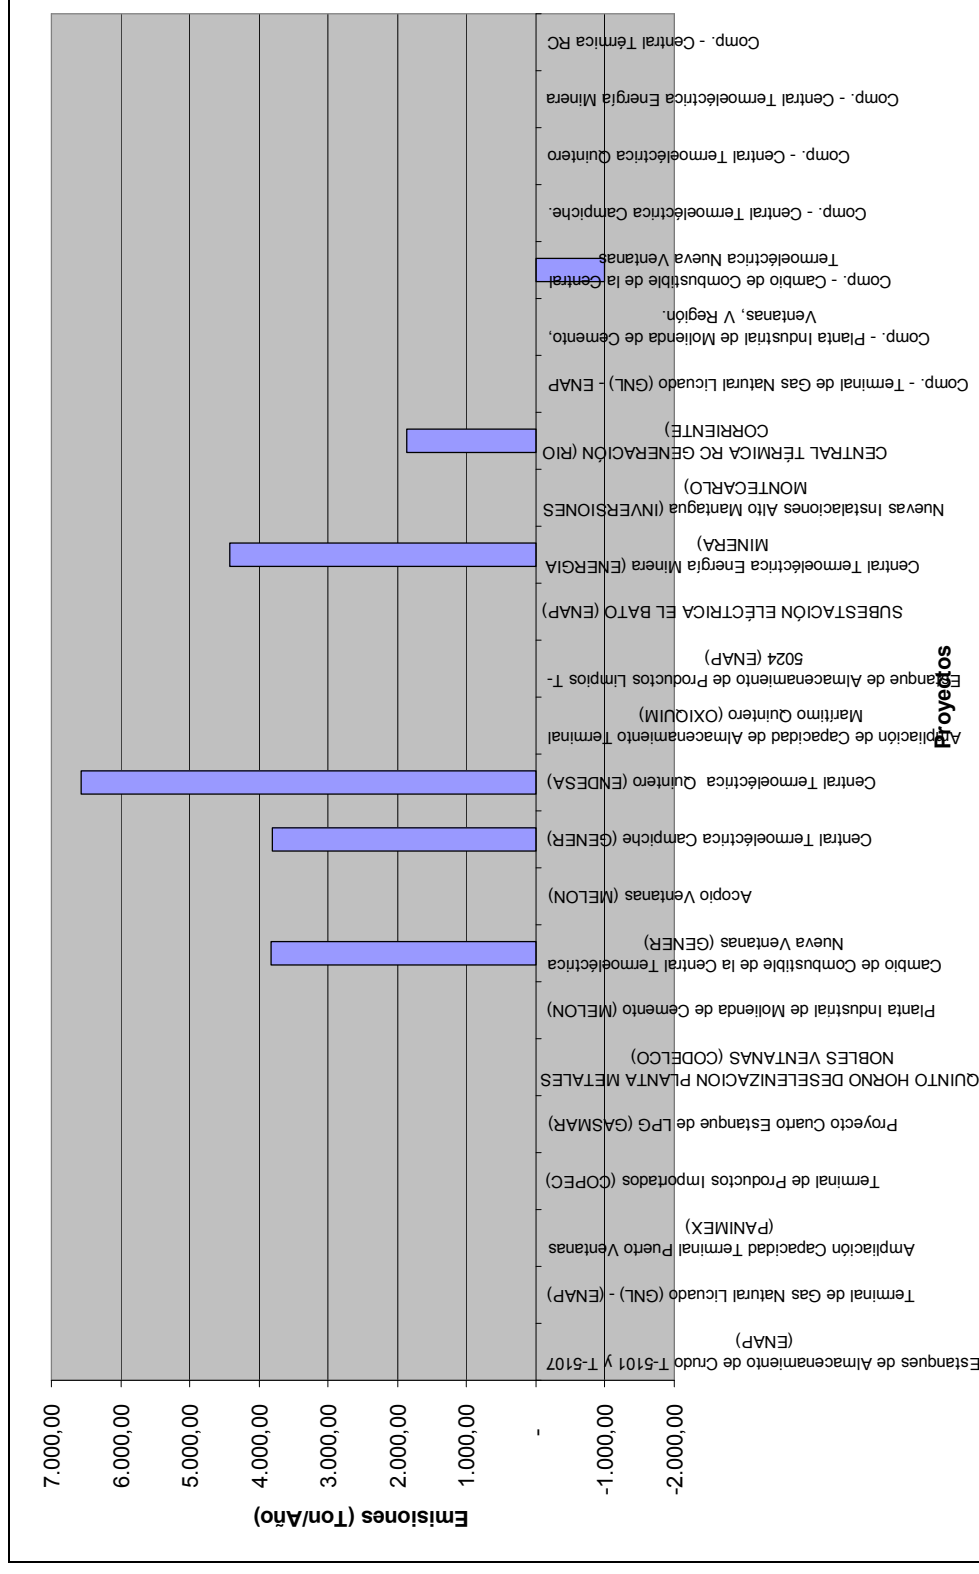 Emisiones (Ton/Año)
7.000,00
6.000,00
5.000,00
4.000,00
3.000,00
2.000,00
1.000,00
-
-1.000,00
-2.000,00
Estanques de Almacenamiento de Crudo T-5101 y T-5107
(ENAP)
Terminal de Gas Natural Licuado (GNL) - (ENAP)
Ampliación Capacidad Terminal Puerto Ventanas
(PANIMEX)
Terminal de Productos Importados (COPEC)
Proyecto Cuarto Estanque de LPG (GASMAR)
QUINTO HORNO DESELENIZACION PLANTA METALES
NOBLES VENTANAS (CODELCO)
Planta Industrial de Molienda de Cemento (MELON)
Cambio de Combustible de la Central Termoeléctrica
Nueva Ventanas (GENER)
Acopio Ventanas (MELON)
Central Termoeléctrica Campiche (GENER)
Central Termoeléctrica  Quintero (ENDESA)
Ampliación de Capacidad de Almacenamiento Terminal
Marítimo Quintero (OXIQUIM)
Estanque de Almacenamiento de Productos Limpios T-
5024 (ENAP)
SUBESTACIÓN ELÉCTRICA EL BATO (ENAP)
Central Termoeléctrica Energía Minera (ENERGIA
MINERA)
Nuevas Instalaciones Alto Mantagua (INVERSIONES
MONTECARLO)
CENTRAL TÉRMICA RC GENERACIÓN (RIO
CORRIENTE)
Comp. - Terminal de Gas Natural Licuado (GNL) - ENAP
Comp. - Planta Industrial de Molienda de Cemento,
Ventanas, V Región.
Comp. - Cambio de Combustible de la Central
Termoeléctrica Nueva Ventanas
Comp. - Central Termoeléctrica Campiche.
Comp. - Central Termoeléctrica Quintero
Comp. - Central Termoeléctrica Energía Minera
Comp. - Central Térmica RC
Proyectos